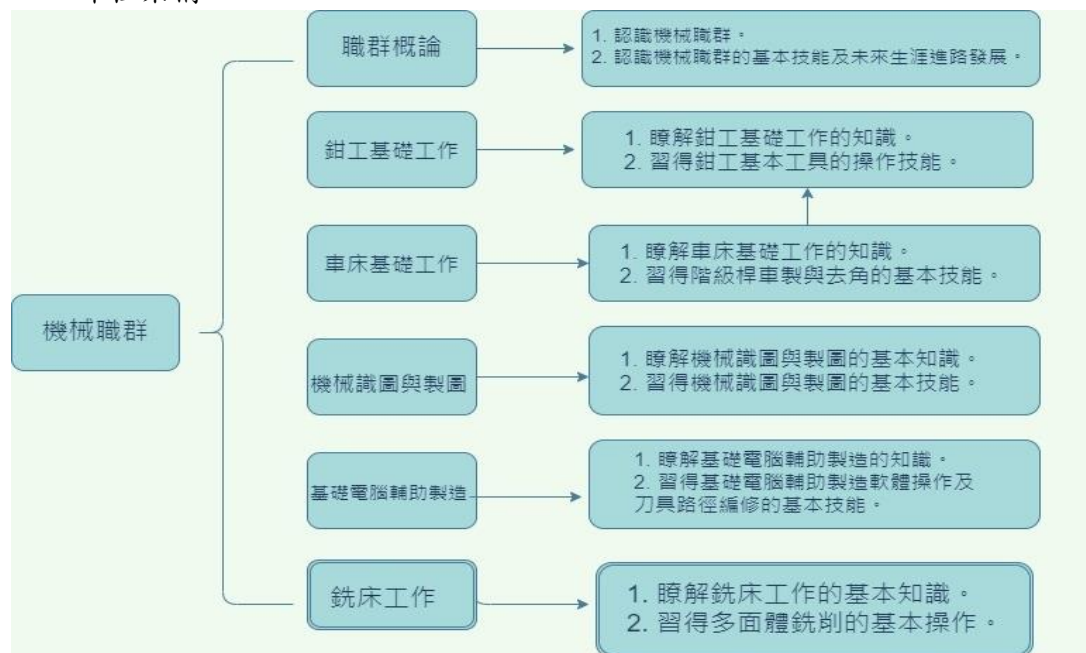 職群概論
1. 認識機械職群。
2. 認識機械職群的基本技能及未來生涯進路發展。
鉗工基礎工作
1. 瞭解鉗工基礎工作的知識。
2. 習得鉗工基本工具的操作技能。
車床基礎工作
1. 瞭解車床基礎工作的知識。
2. 習得階級桿車製與去角的基本技能。
機械職群
機械識圖與製圖
1. 瞭解機械識圖與製圖的基本知識。
2. 習得機械識圖與製圖的基本技能。
基礎電腦輔助製造
1. 瞭解基礎電腦輔助製造的知識。
2. 習得基礎電腦輔助製造軟體操作及
刀具路徑編修的基本技能。
銑床工作
1. 瞭解銑床工作的基本知識。
2. 習得多面體銑削的基本操作。